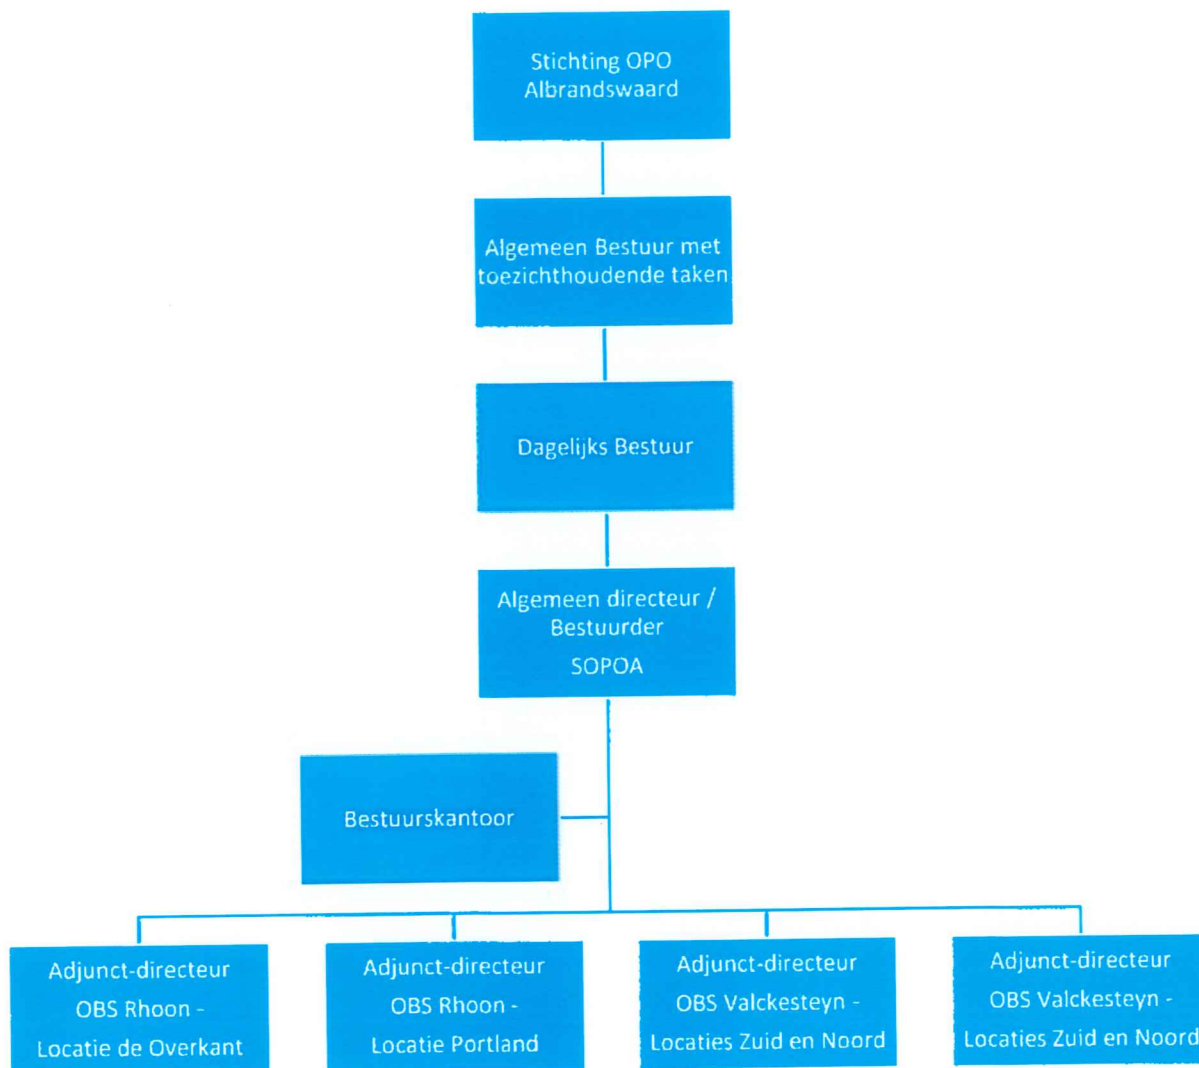 Stichting OPO
Albrandswaard
Algemeen Bestuur met
toezichthoudende taken
Dagelijks Bestuur
Algemeen directeur /
Bestuurder
SOPOA
Bestuurskantoor
Adjunct-directeur
OBS Rhoon -
Locatie de Overkant
Adjunct-directeur
OBS Rhoon -
Locatie Portland
Adjunct-directeur
OBS Valckesteyn -
Locaties Zuid en Noord
Adjunct-directeur
OBS Valckesteyn -
Locaties Zuid en Noord